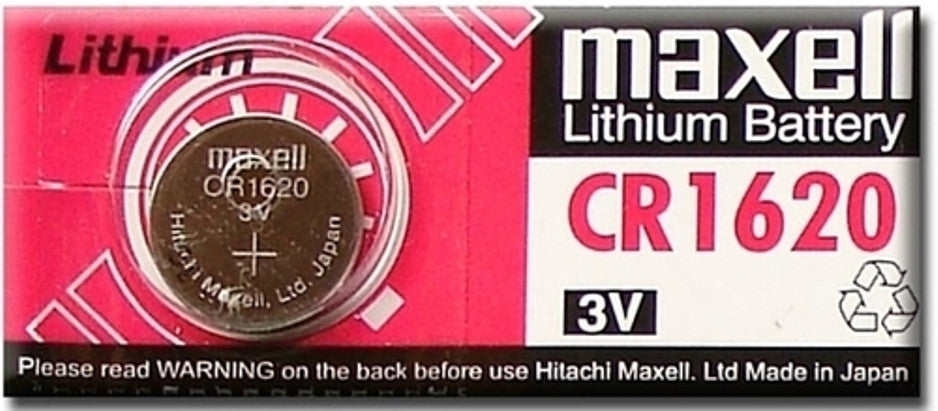 Lithium
maxell
CR1620
3V
+
Hitachi Maxell, Ltd. Japan
maxell
Lithium Battery
CR1620
3V
Please read WARNING on the back before use Hitachi Maxell. Ltd Made in Japan